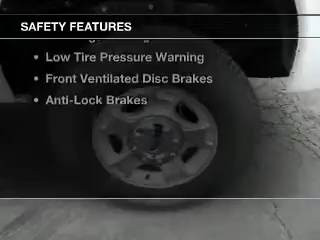 SAFETY FEATURES
• Low Tire Pressure Warning
• Front Ventilated Disc Brakes
• Anti-Lock Brakes